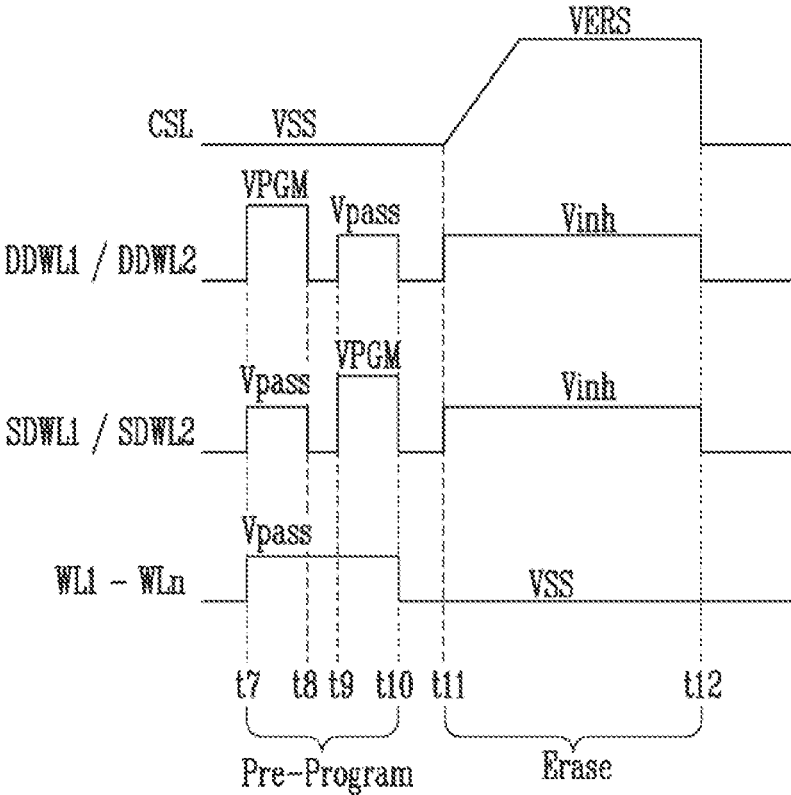 VERS
CSL VSS
VPGM
Vpass
Vinh
DDWL1 / DDWL2
VPGM
Vpass
Vinh
SDWL1 / SDWL2
Vpass
WL1 - WLn
VSS
t7 t8 t9 t10 t11 t12
Pre-Program
Erase